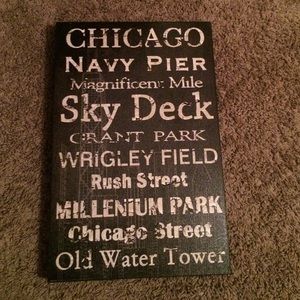 CHICAGO
NAVY PIER
Magnificent Mile
Sky Deck
GRANT PARK
WRIGLEY FIELD
Rush Street
MILLENIUM PARK
Chicago Street
Old Water Tower